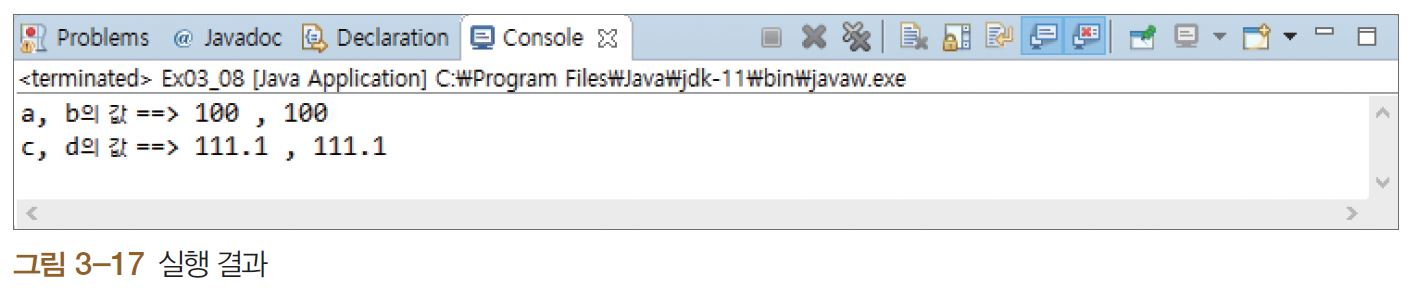 Problems @ Javadoc Declaration Console
<terminated> Ex03_08 [Java Application] C:₩Program Files₩Java₩jdk-11₩bin₩javaw.exe
a, b의 값 ==> 100 , 100
c, d의 값 ==> 111.1 , 111.1
그림 3–17 실행 결과